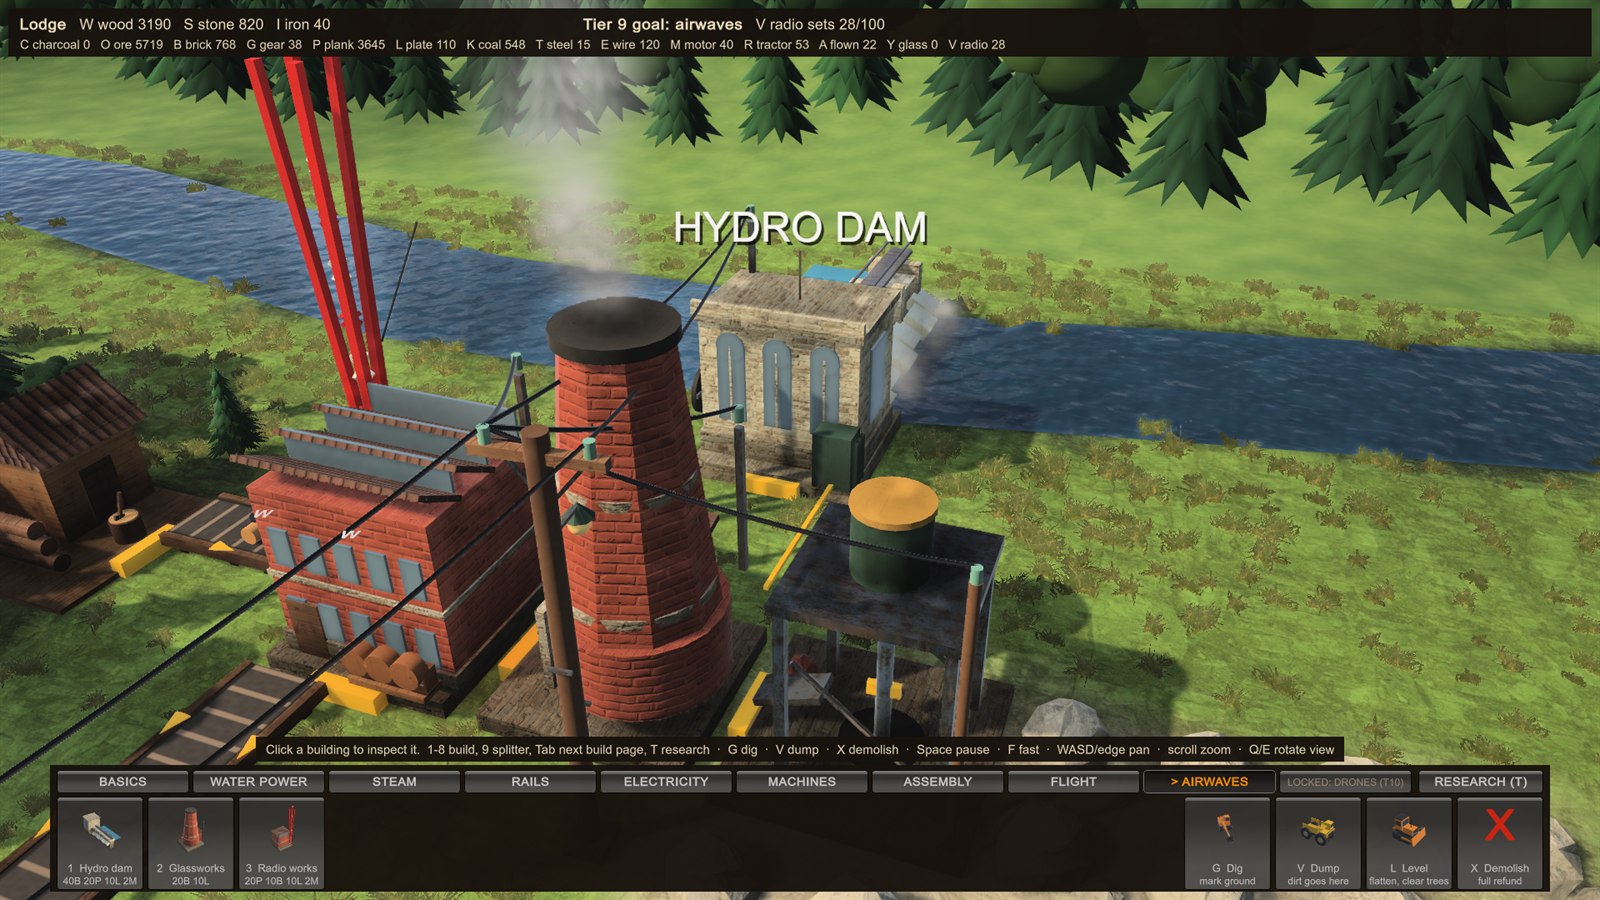 Lodge W wood 3190 S stone 820 I iron 40
Tier 9 goal: airwaves V radio sets 28/100
C charcoal 0 O ore 5719 B brick 768 G gear 38 P plank 3645 L plate 110 K coal 548 T steel 15 E wire 120 M motor 40 R tractor 53 A flown 22 Y glass 0 V radio 28
HYDRO DAM
W
W
Click a building to inspect it. 1-8 build, 9 splitter, Tab next build page, T research · G dig · V dump · X demolish · Space pause · F fast · WASD/edge pan · scroll zoom · Q/E rotate view
BASICS
WATER POWER
STEAM
RAILS
ELECTRICITY
MACHINES
ASSEMBLY
FLIGHT
> AIRWAVES
LOCKED: DRONES (T10)
RESEARCH (T)
1 Hydro dam
40B 20P 10L 2M
2 Glassworks
20B 10L
3 Radio works
20P 10B 10L 2M
G Dig
mark ground
V Dump
dirt goes here
L Level
flatten, clear trees
X Demolish
full refund